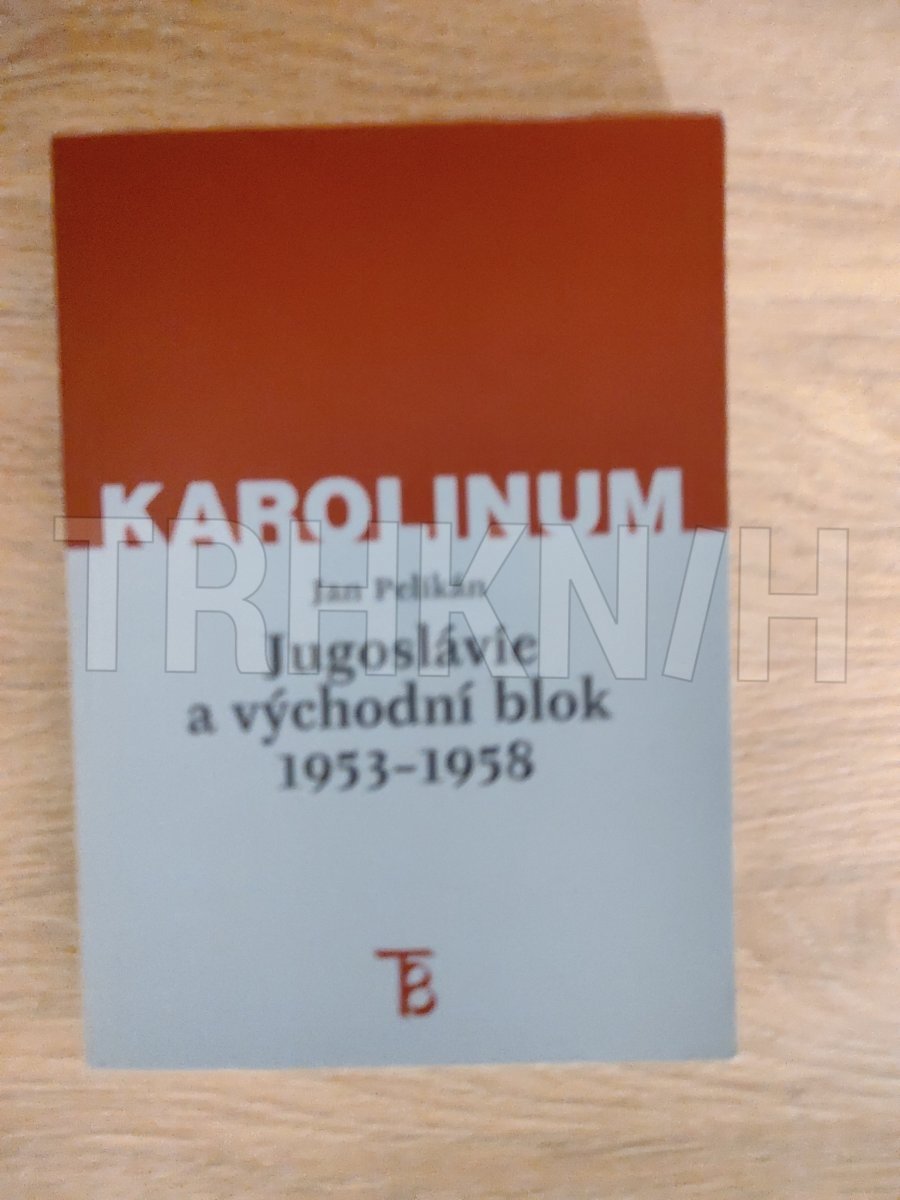 KAROLINUM
TRHKNIH
Jan Pelikán
Jugoslávie
a východní blok
1953–1958